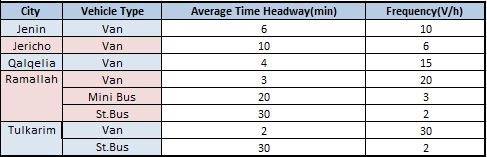 City Vehicle Type Average Time Headway(min) Frequency(V/h)
Jenin Van 6 10
Jericho Van 10 6
Qalqelia Van 4 15
Ramallah Van 3 20
Mini Bus 20 3
St.Bus 30 2
Tulkarim Van 2 30
St.Bus 30 2